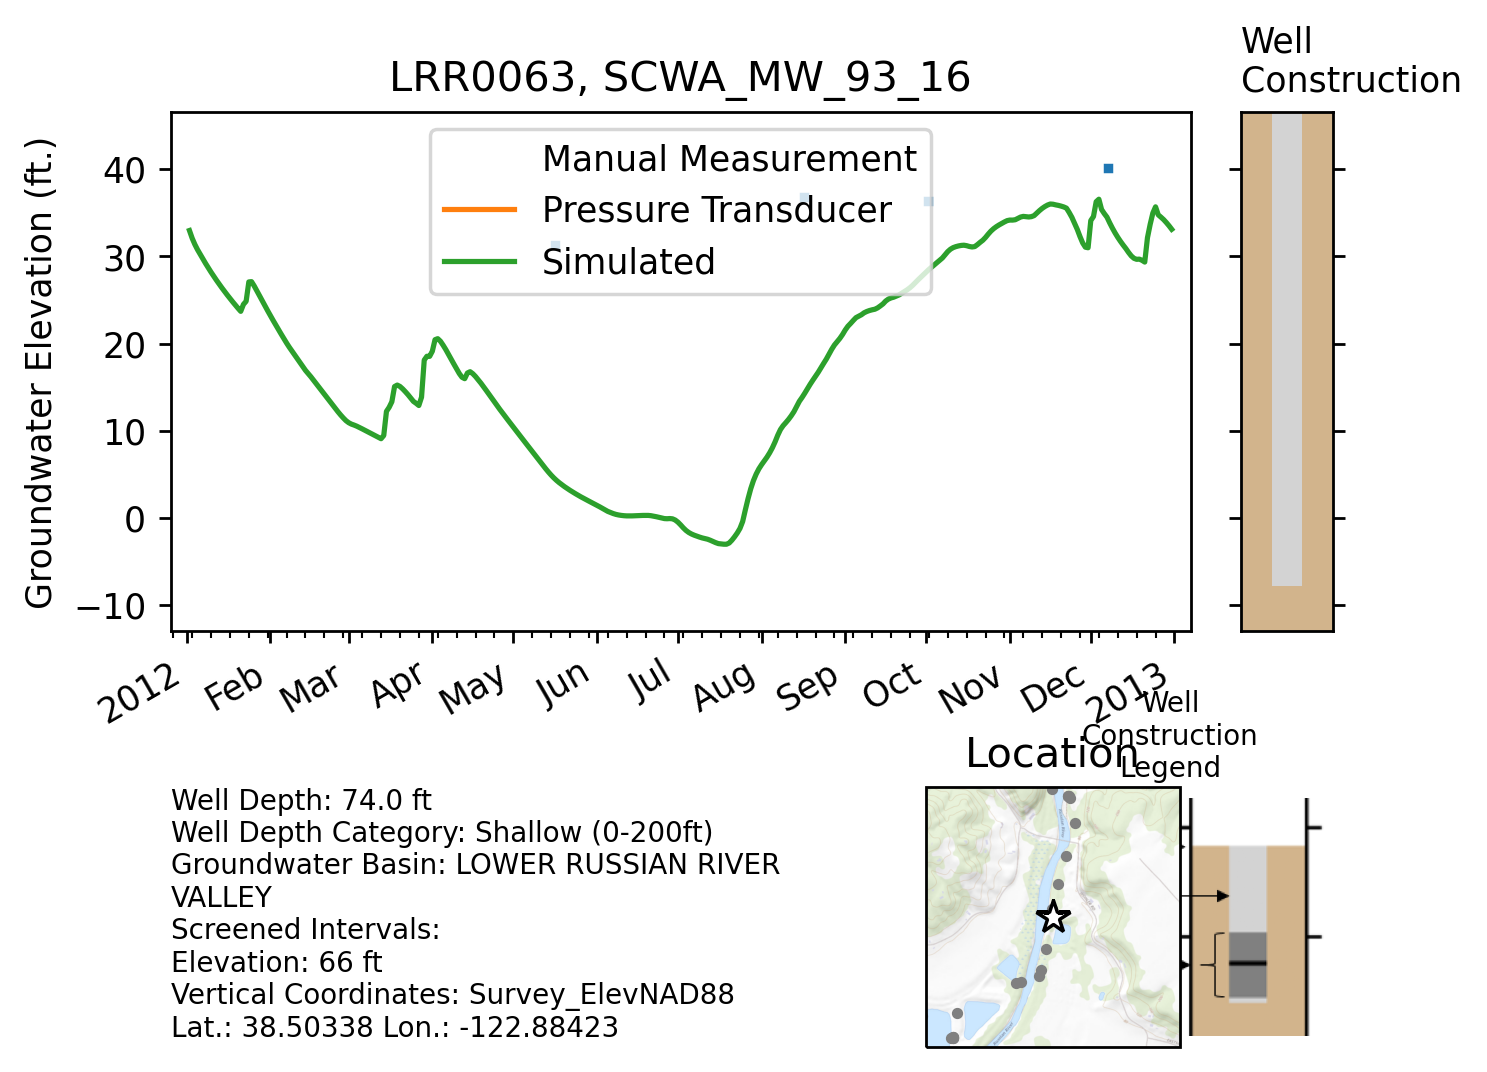 Well
Construction
LRR0063, SCWA_MW_93_16
Groundwater Elevation (ft.)
40
30
20
10
0
−10
Manual Measurement
Pressure Transducer
Simulated
2012 Feb Mar Apr May Jun Jul Aug Sep Oct Nov Dec 2013
Well
Construction
Legend
Location
Well Depth: 74.0 ft
Well Depth Category: Shallow (0-200ft)
Groundwater Basin: LOWER RUSSIAN RIVER
VALLEY
Screened Intervals:
Elevation: 66 ft
Vertical Coordinates: Survey_ElevNAD88
Lat.: 38.50338 Lon.: -122.88423